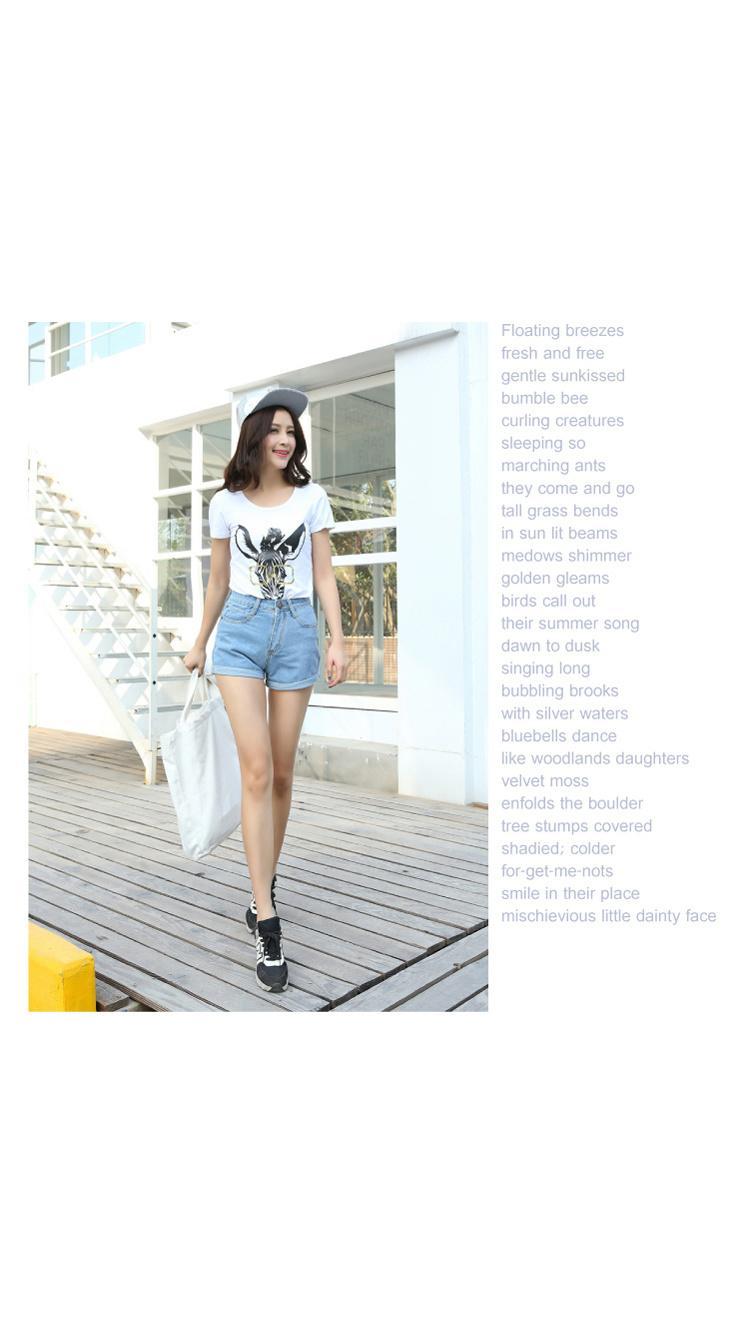 Floating breezes
fresh and free
gentle sunkissed
bumble bee
curling creatures
sleeping so
marching ants
they come and go
tall grass bends
in sun lit beams
medows shimmer
golden gleams
birds call out
their summer song
dawn to dusk
singing long
bubbling brooks
with silver waters
bluebells dance
like woodlands daughters
velvet moss
enfolds the boulder
tree stumps covered
shadied; colder
for-get-me-nots
smile in their place
mischievious little dainty face